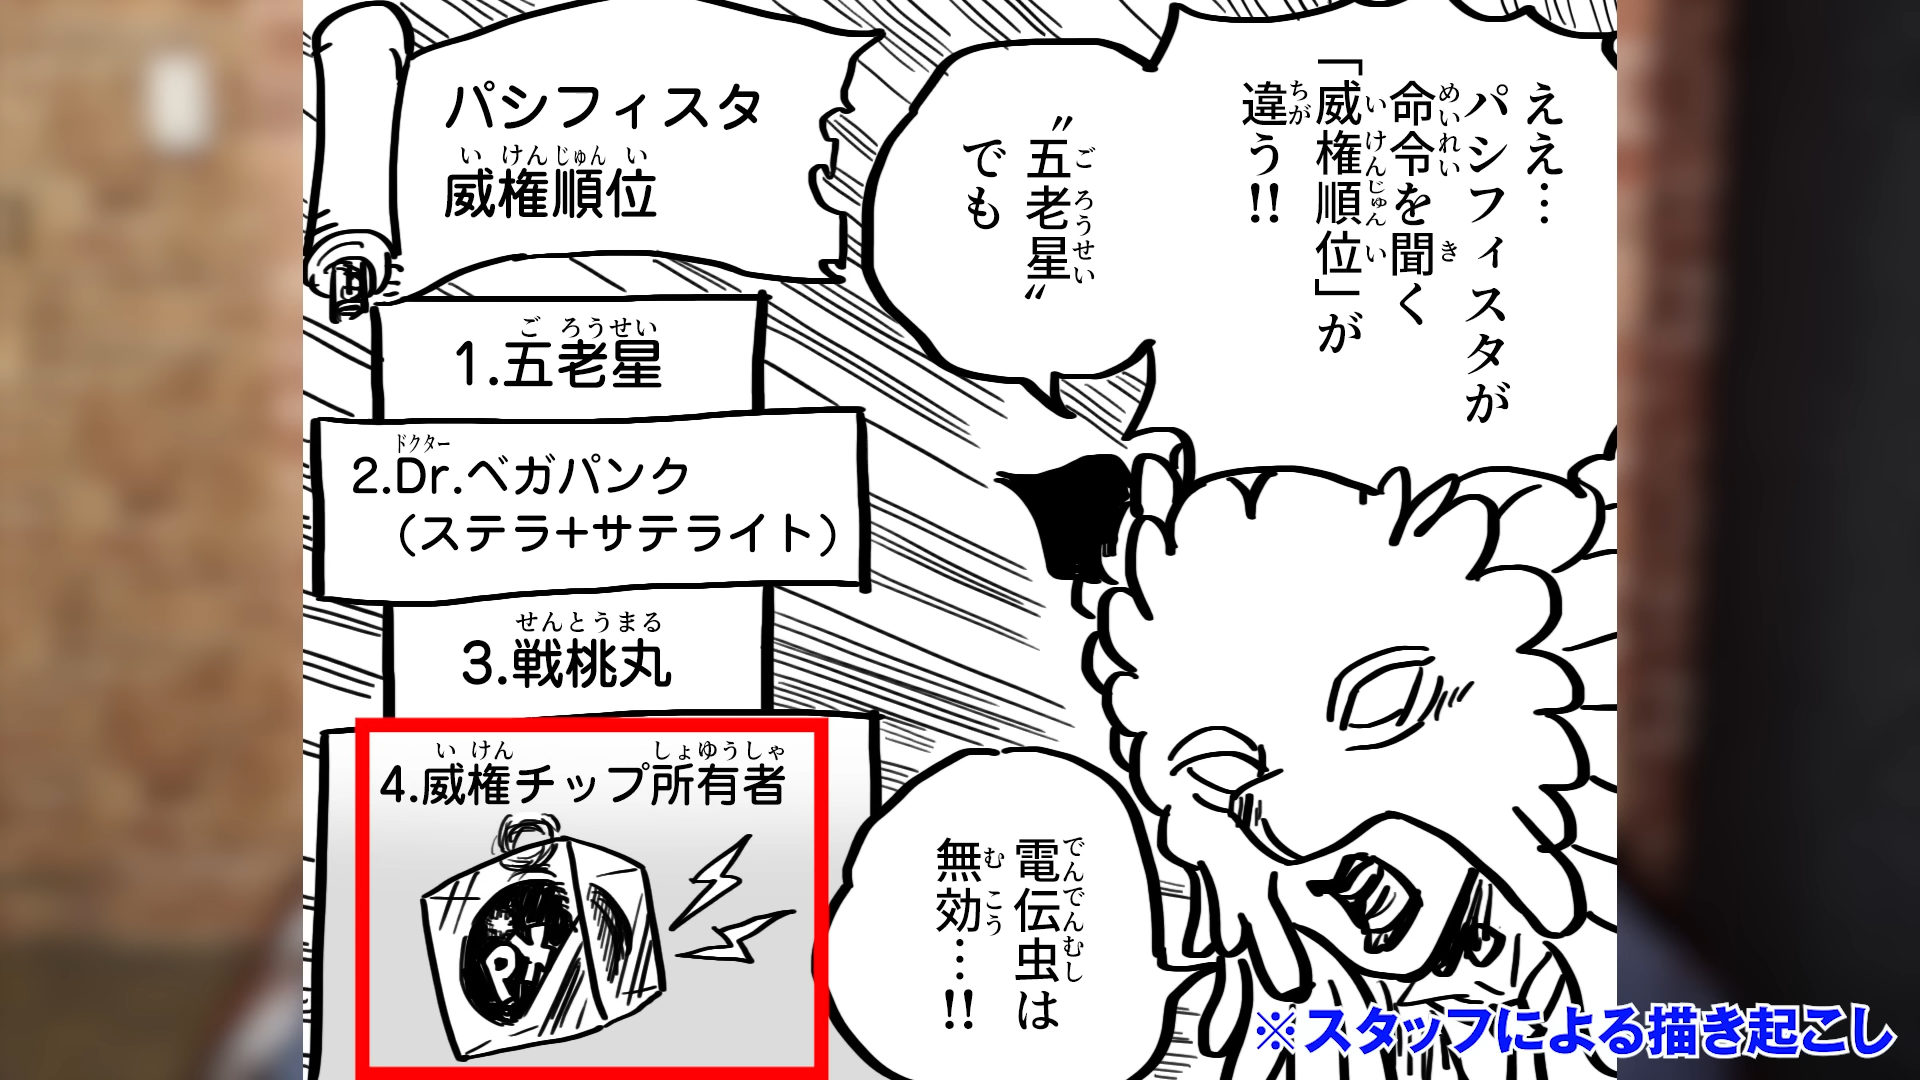 ええ…
パシフィスタが
命令を聞く
「威権順位」が
違う!!
〝五老星〟
でも
パシフィスタ
威権順位
1.五老星
2.Dr.ベガパンク
（ステラ+サテライト）
3.戦桃丸
4.威権チップ所有者
電伝虫は
無効…!!
※スタッフによる描き起こし